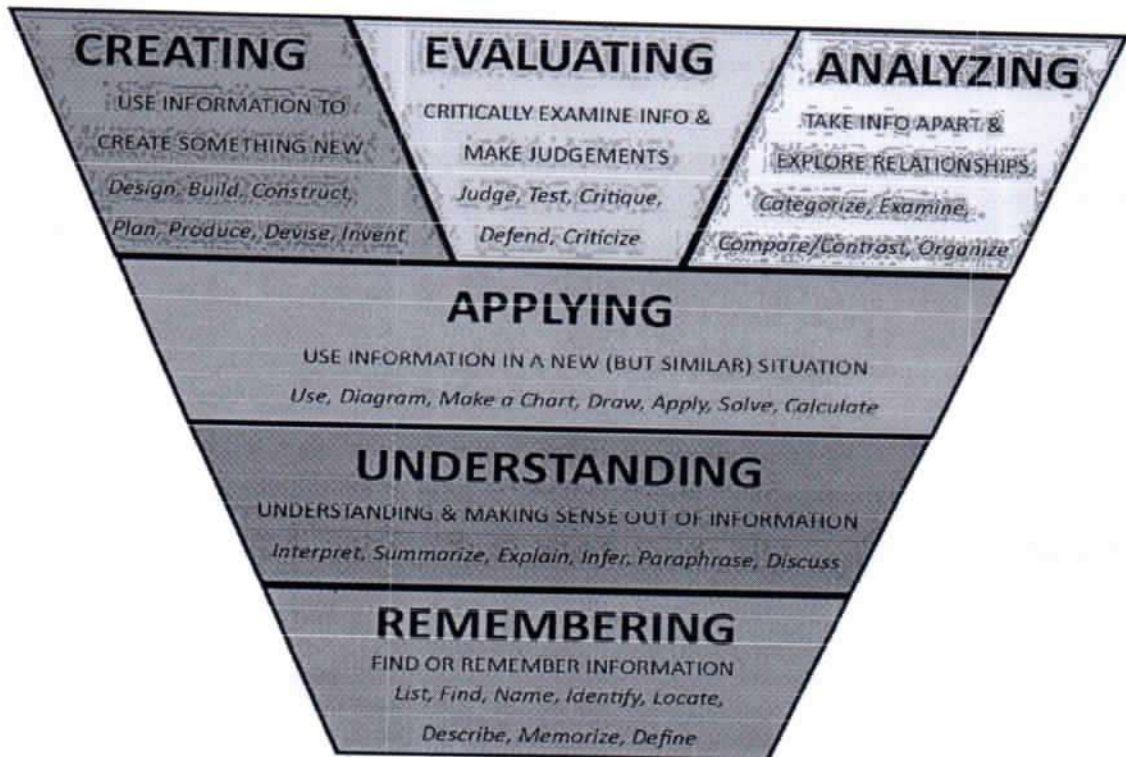 CREATING
USE INFORMATION TO
CREATE SOMETHING NEW
Design, Build, Construct,
Plan, Produce, Devise, Invent
EVALUATING
CRITICALLY EXAMINE INFO &
MAKE JUDGEMENTS
Judge, Test, Critique,
Defend, Criticize
ANALYZING
TAKE INFO APART &
EXPLORE RELATIONSHIPS
Categorize, Examine,
Compare/Contrast, Organize
APPLYING
USE INFORMATION IN A NEW (BUT SIMILAR) SITUATION
Use, Diagram, Make a Chart, Draw, Apply, Solve, Calculate
UNDERSTANDING
UNDERSTANDING & MAKING SENSE OUT OF INFORMATION
Interpret, Summarize, Explain, Infer, Paraphrase, Discuss
REMEMBERING
FIND OR REMEMBER INFORMATION
List, Find, Name, Identify, Locate,
Describe, Memorize, Define